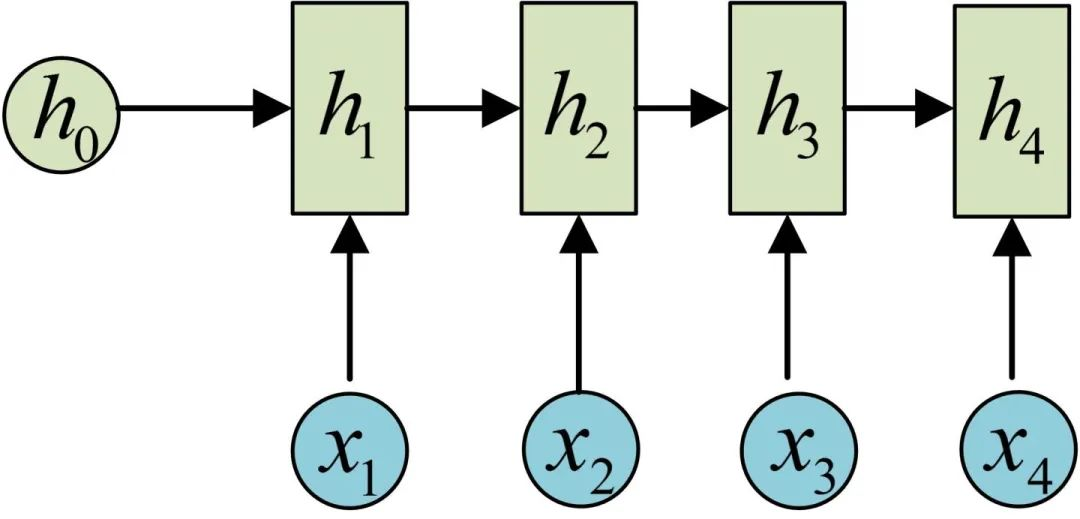 h₀ h₁ h₂ h₃ h₄
x₁ x₂ x₃ x₄